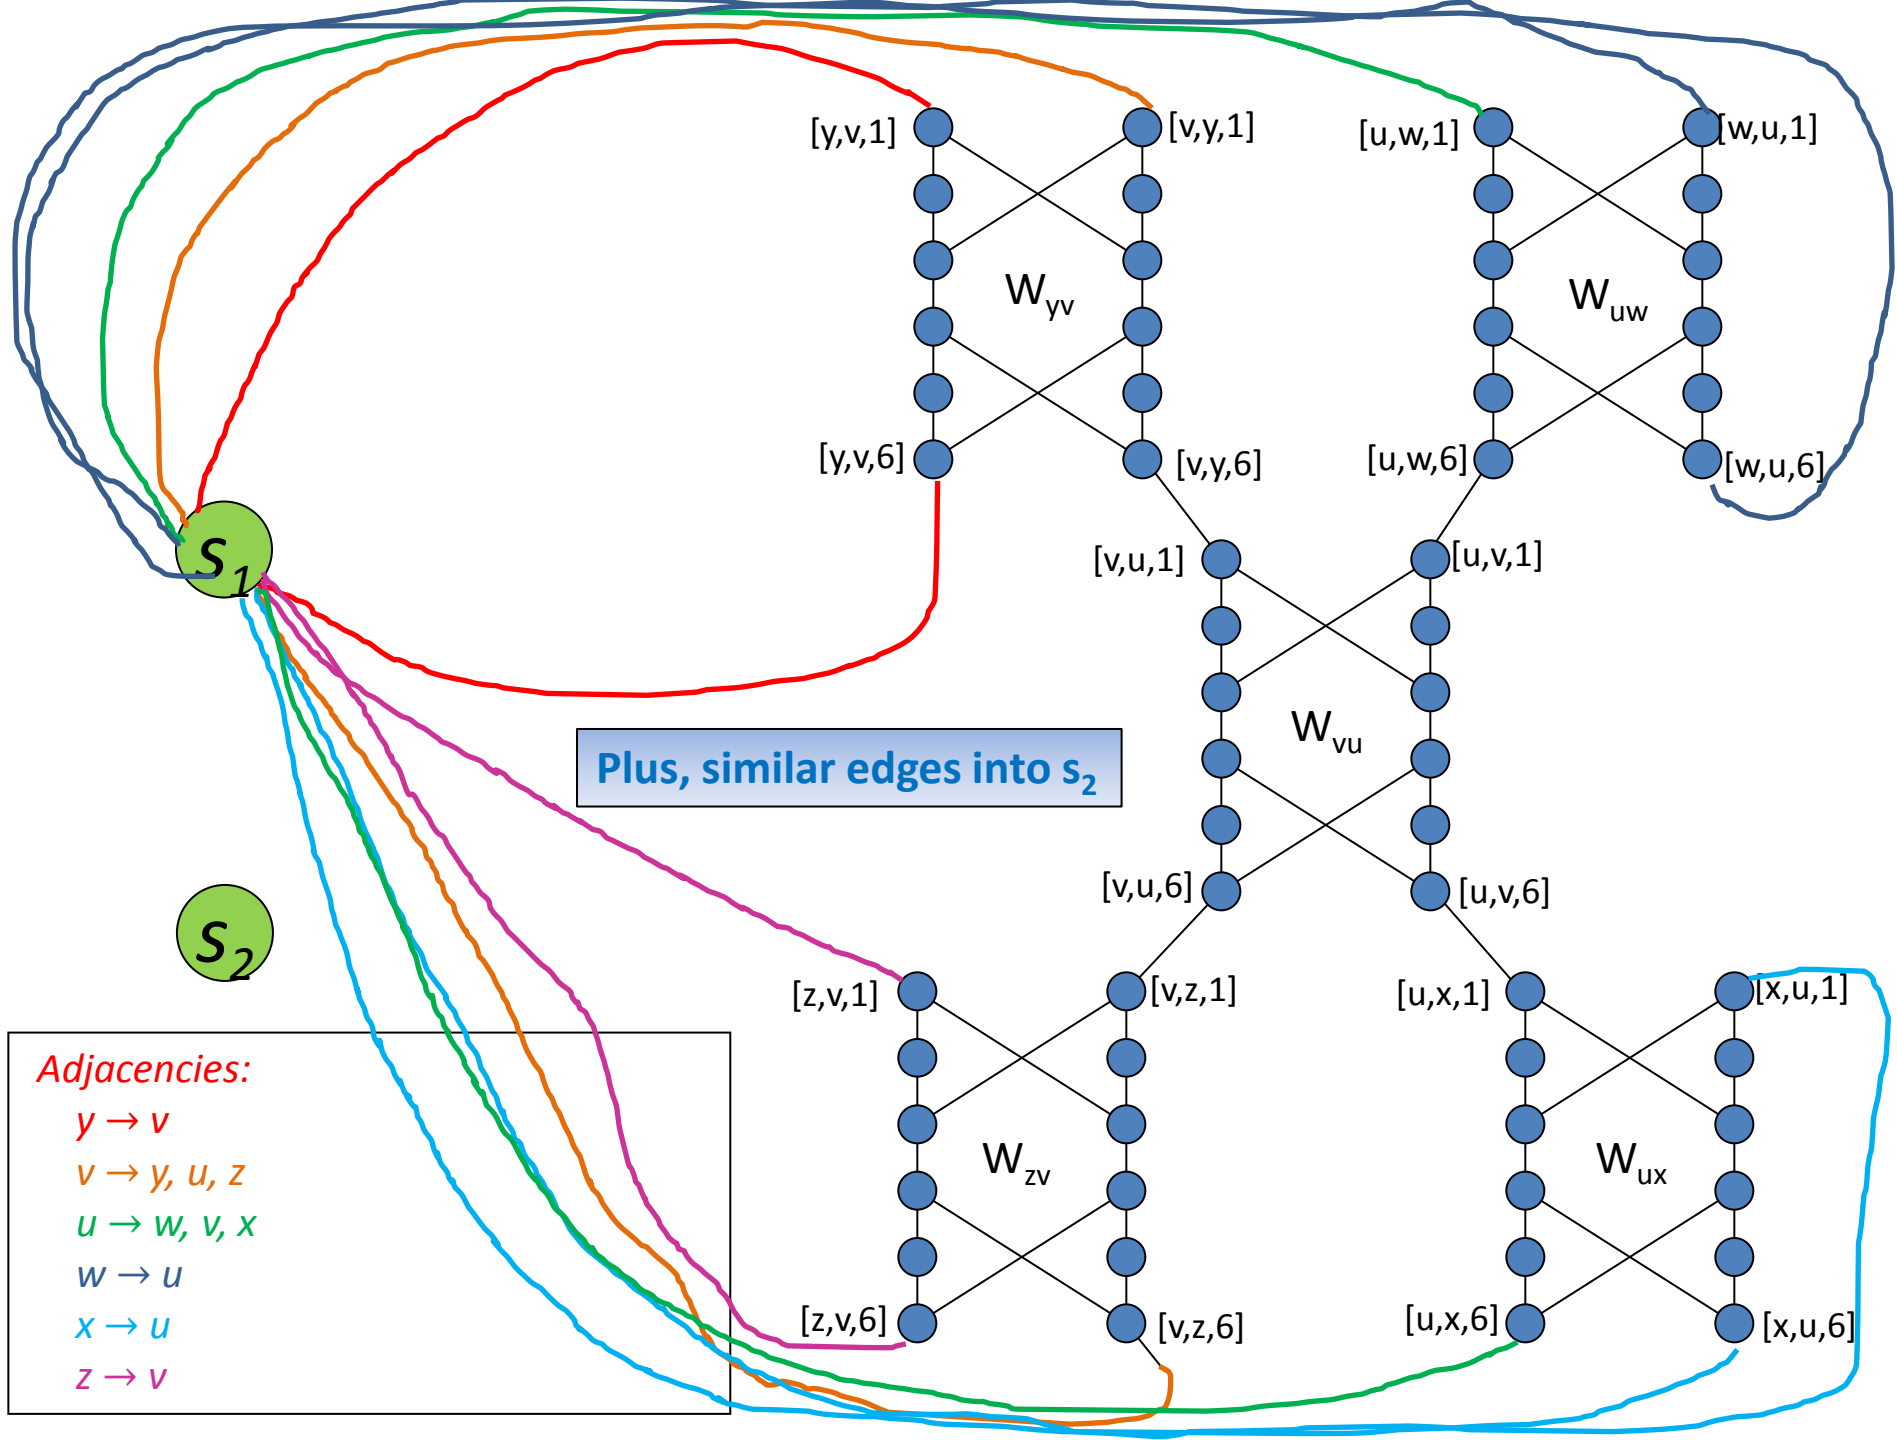 [y,v,1]
[v,y,1]
[u,w,1]
[w,u,1]
W_yv
W_uw
[y,v,6]
[v,y,6]
[u,w,6]
[w,u,6]
s_1
[v,u,1]
[u,v,1]
W_vu
Plus, similar edges into s_2
[v,u,6]
[u,v,6]
s_2
[z,v,1]
[v,z,1]
[u,x,1]
[x,u,1]
W_zv
W_ux
[z,v,6]
[v,z,6]
[u,x,6]
[x,u,6]
Adjacencies:
y → v
v → y, u, z
u → w, v, x
w → u
x → u
z → v